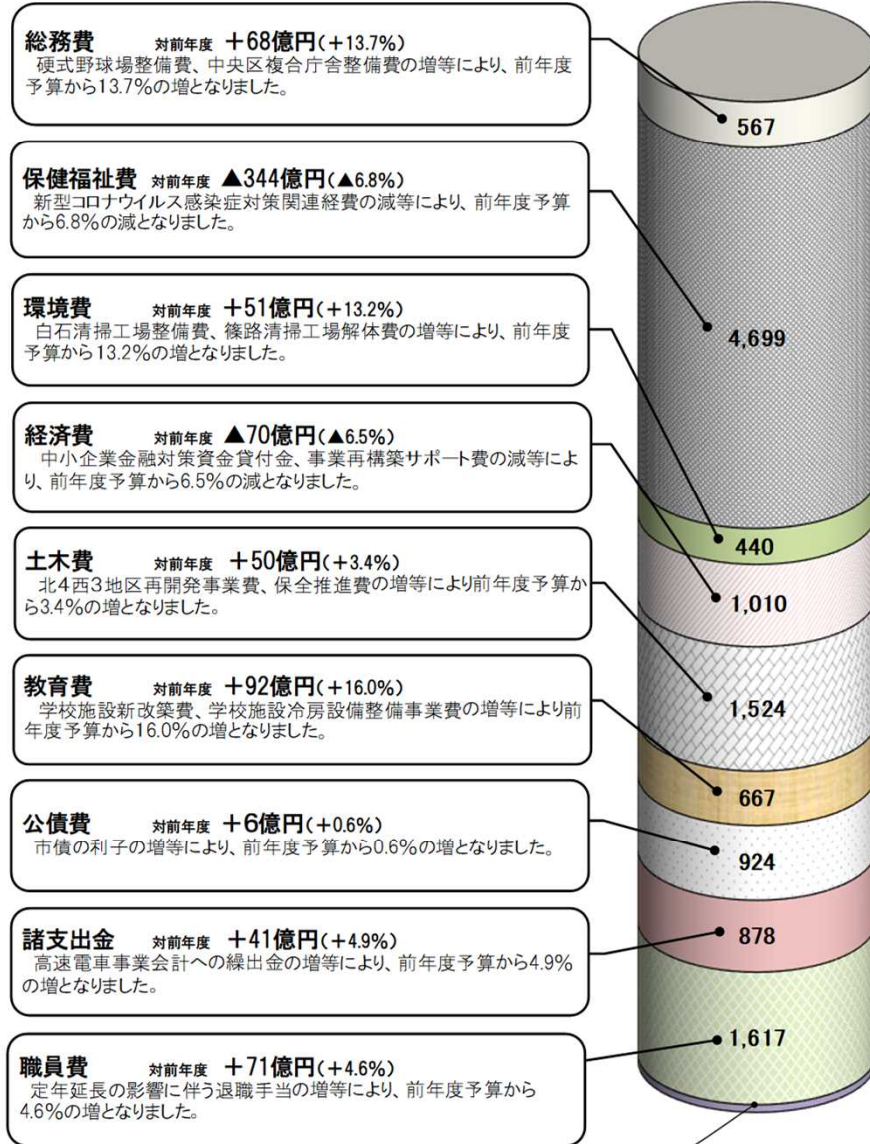 総務費 対前年度 +68億円(+13.7%)
硬式野球場整備費、中央区複合庁舎整備費の増等により、前年度
予算から13.7%の増となりました。
567
保健福祉費 対前年度 ▲344億円(▲6.8%)
新型コロナウイルス感染症対策関連経費の減等により、前年度予算
から6.8%の減となりました。
4,699
環境費 対前年度 +51億円(+13.2%)
白石清掃工場整備費、篠路清掃工場解体費の増等により、前年度
予算から13.2%の増となりました。
440
経済費 対前年度 ▲70億円(▲6.5%)
中小企業金融対策資金貸付金、事業再構築サポート費の減等によ
り、前年度予算から6.5%の減となりました。
1,010
土木費 対前年度 +50億円(+3.4%)
北4西3地区再開発事業費、保全推進費の増等により前年度予算か
ら3.4%の増となりました。
1,524
教育費 対前年度 +92億円(+16.0%)
学校施設新改築費、学校施設冷房設備整備事業費の増等により前
年度予算から16.0%の増となりました。
667
公債費 対前年度 +6億円(+0.6%)
市債の利子の増等により、前年度予算から0.6%の増となりました。
924
諸支出金 対前年度 +41億円(+4.9%)
高速電車事業会計への繰出金の増等により、前年度予算から4.9%
の増となりました。
878
職員費 対前年度 +71億円(+4.6%)
定年延長の影響に伴う退職手当の増等により、前年度予算から
4.6%の増となりました。
1,617